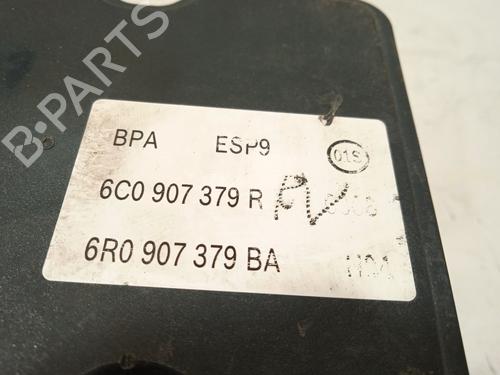 B-PARTS
BPA ESP9 01S
6C0 907 379 R
6R0 907 379 BA